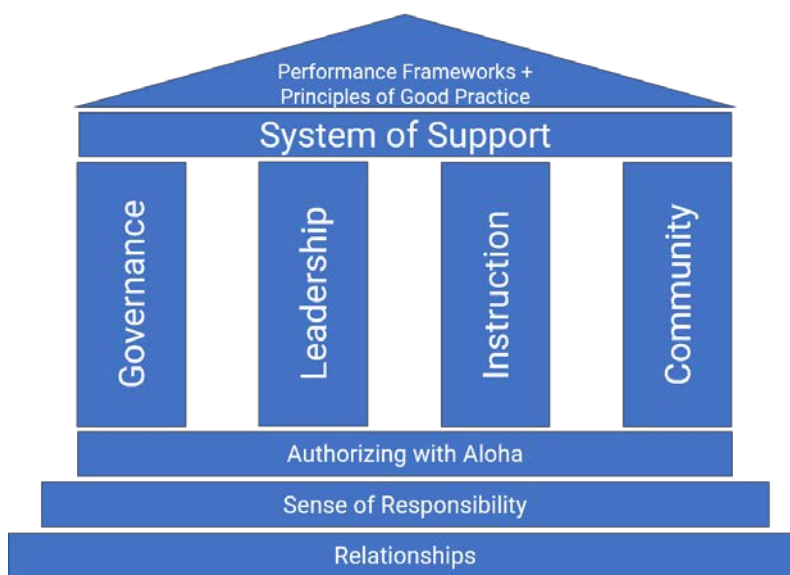 Performance Frameworks +
Principles of Good Practice
System of Support
Governance
Leadership
Instruction
Community
Authorizing with Aloha
Sense of Responsibility
Relationships